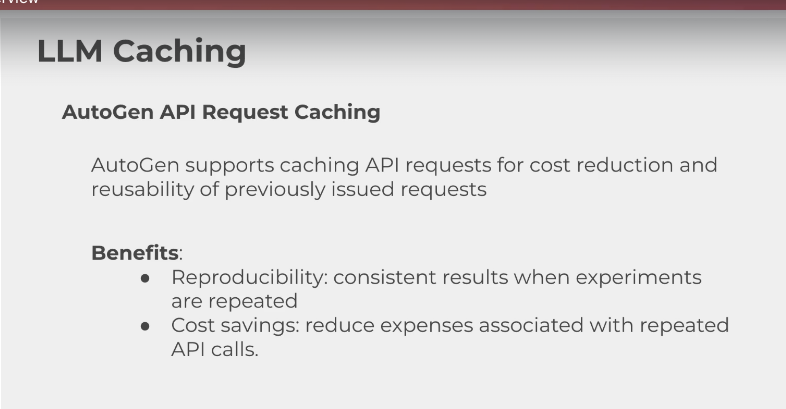 LLM Caching
AutoGen API Request Caching
AutoGen supports caching API requests for cost reduction and
reusability of previously issued requests
Benefits:
● Reproducibility: consistent results when experiments
are repeated
● Cost savings: reduce expenses associated with repeated
API calls.